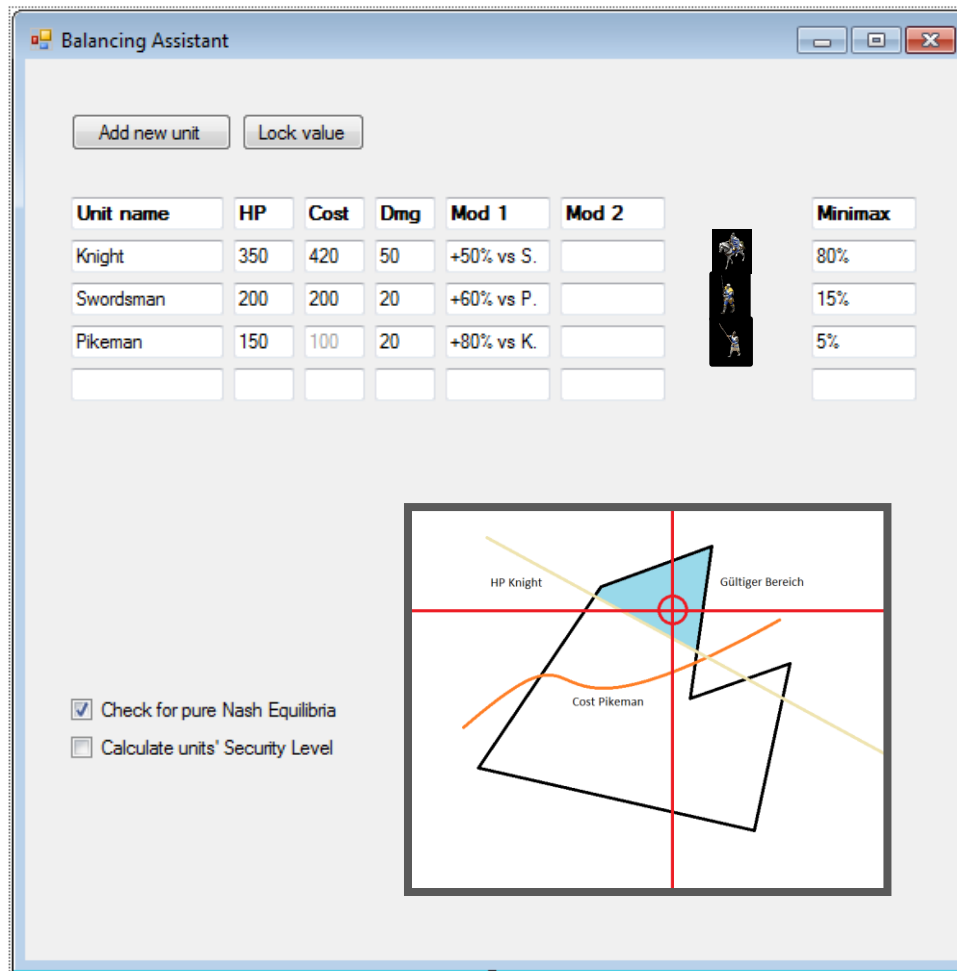 Balancing Assistant
Add new unit Lock value
Unit name HP Cost Dmg Mod 1 Mod 2 Minimax
Knight 350 420 50 +50% vs S. 80%
Swordsman 200 200 20 +60% vs P. 15%
Pikeman 150 100 20 +80% vs K. 5%
HP Knight Gültiger Bereich
Cost Pikeman
Check for pure Nash Equilibria
Calculate units' Security Level